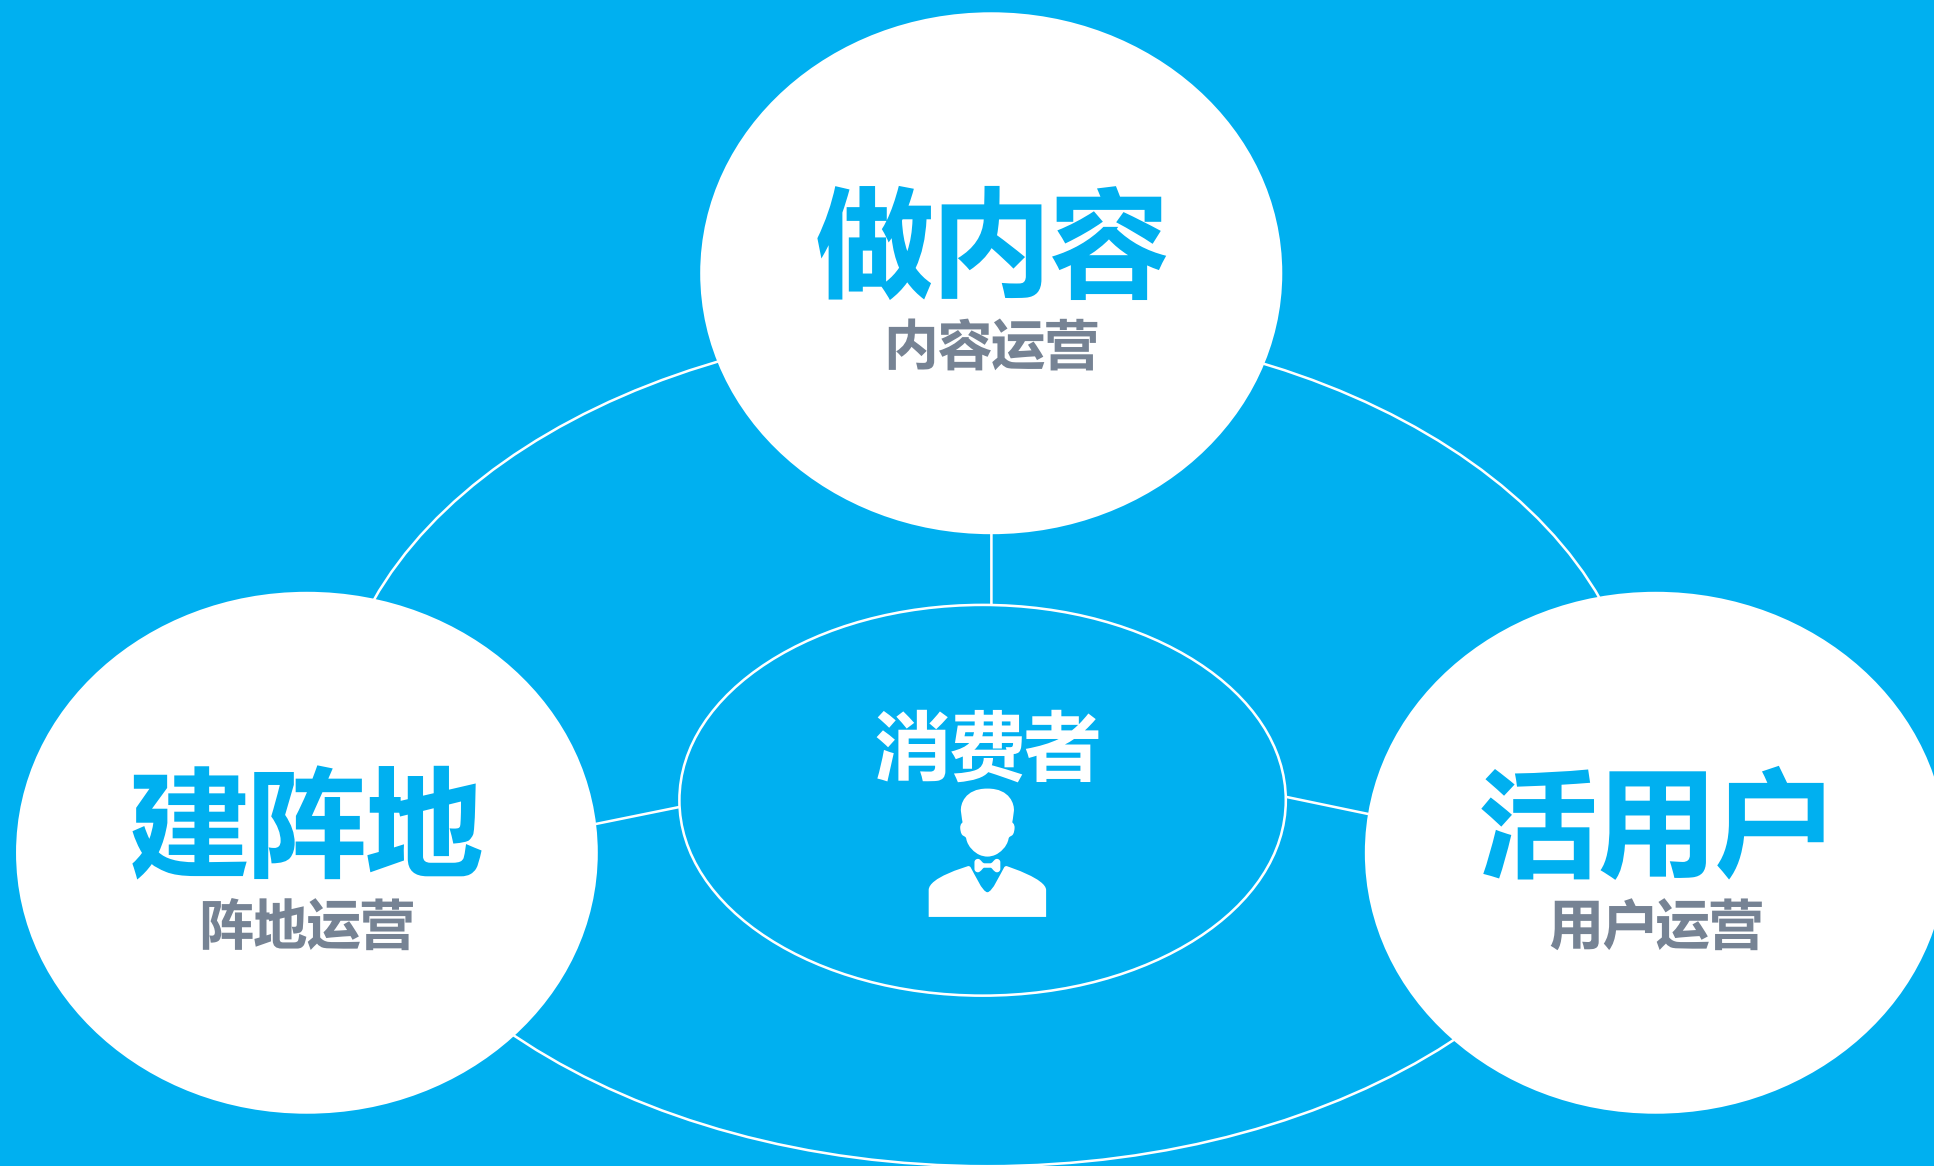 做内容
内容运营
消费者
建阵地
阵地运营
活用户
用户运营